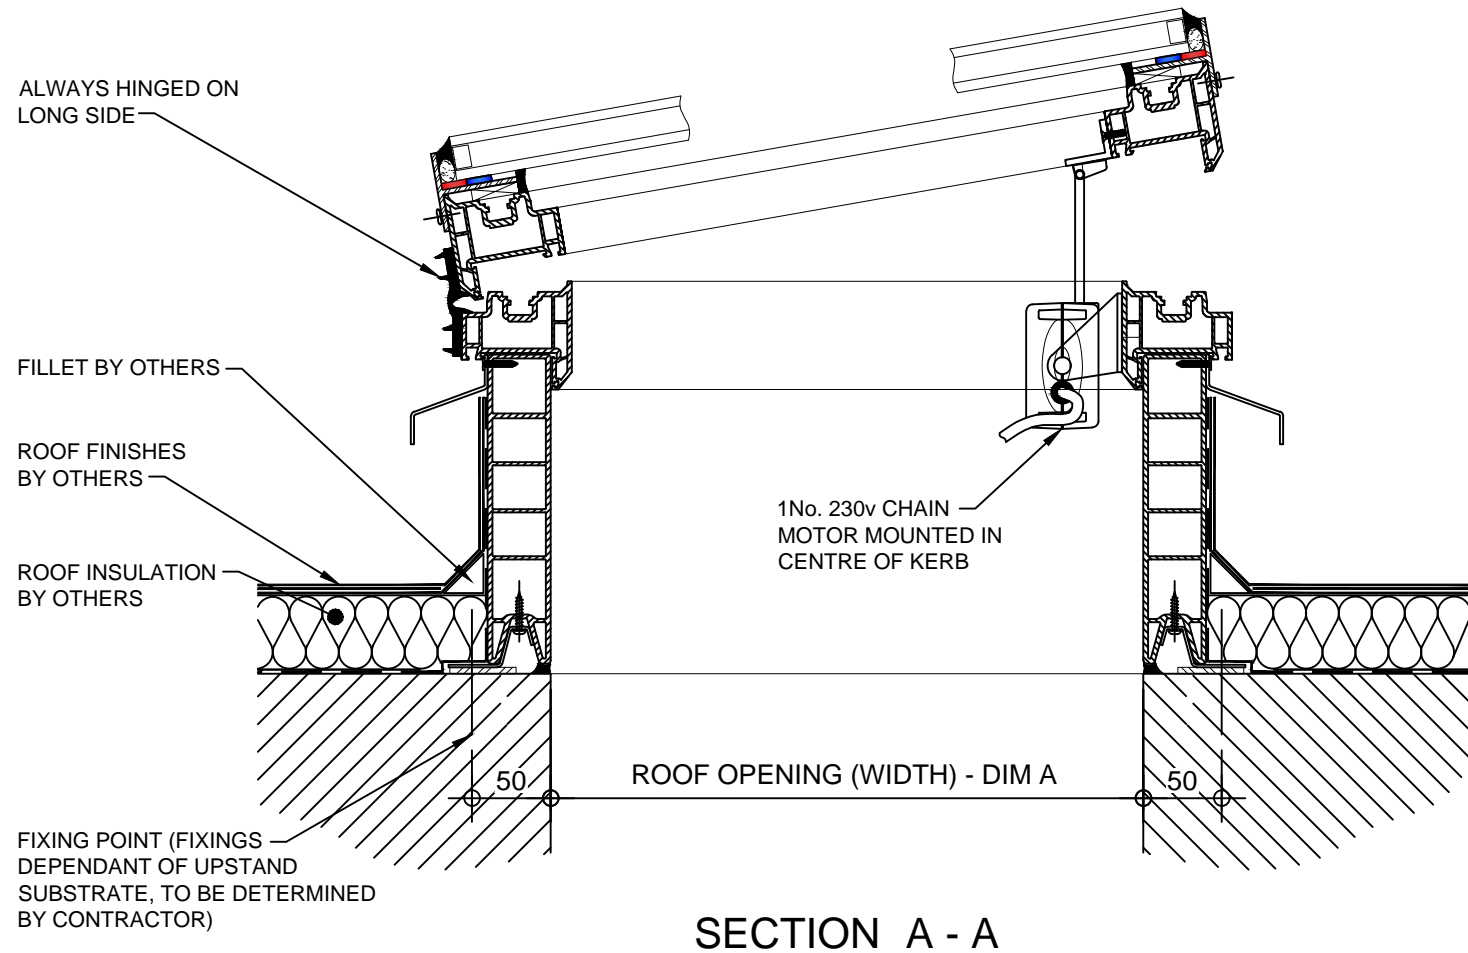 ALWAYS HINGED ON
LONG SIDE
FILLET BY OTHERS
ROOF FINISHES
BY OTHERS
ROOF INSULATION
BY OTHERS
1No. 230v CHAIN
MOTOR MOUNTED IN
CENTRE OF KERB
50
ROOF OPENING (WIDTH) - DIM A
50
FIXING POINT (FIXINGS
DEPENDANT OF UPSTAND
SUBSTRATE, TO BE DETERMINED
BY CONTRACTOR)
SECTION A - A